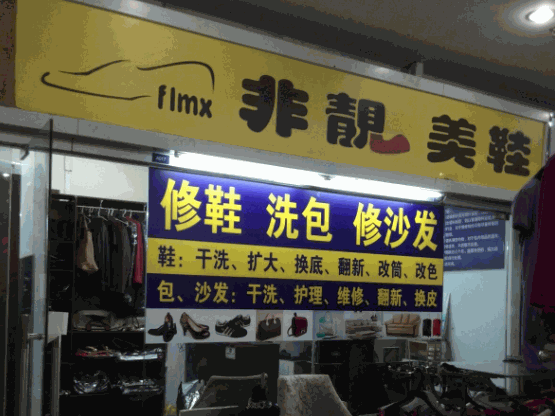 flmx 非靓美鞋
修鞋 洗包 修沙发
鞋：干洗、扩大、换底、翻新、改筒、改色
包、沙发：干洗、护理、维修、翻新、换皮